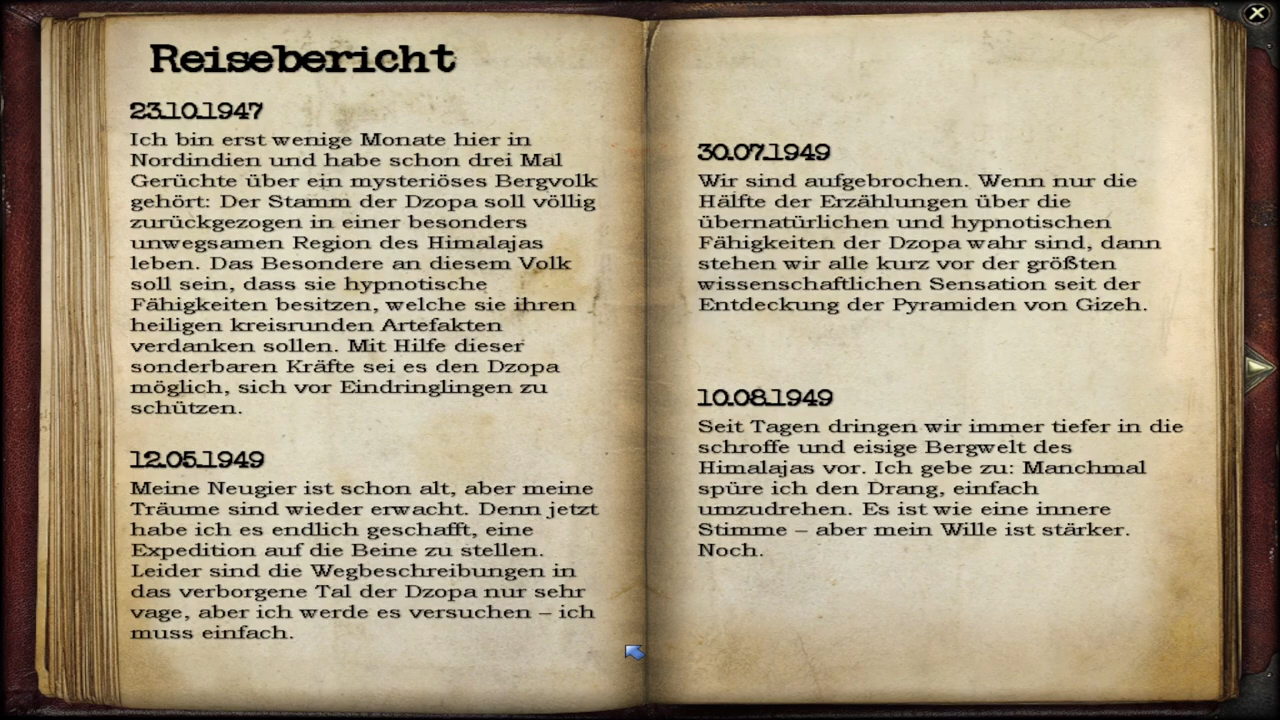 Reisebericht
23.10.1947
Ich bin erst wenige Monate hier in
Nordindien und habe schon drei Mal
Gerüchte über ein mysteriöses Bergvolk
gehört: Der Stamm der Dzopa soll völlig
zurückgezogen in einer besonders
unwegsamen Region des Himalajas
leben. Das Besondere an diesem Volk
soll sein, dass sie hypnotische
Fähigkeiten besitzen, welche sie ihren
heiligen kreisrunden Artefakten
verdanken sollen. Mit Hilfe dieser
sonderbaren Kräfte sei es den Dzopa
möglich, sich vor Eindringlingen zu
schützen.
12.05.1949
Meine Neugier ist schon alt, aber meine
Träume sind wieder erwacht. Denn jetzt
habe ich es endlich geschafft, eine
Expedition auf die Beine zu stellen.
Leider sind die Wegbeschreibungen in
das verborgene Tal der Dzopa nur sehr
vage, aber ich werde es versuchen – ich
muss einfach.
30.07.1949
Wir sind aufgebrochen. Wenn nur die
Hälfte der Erzählungen über die
übernatürlichen und hypnotischen
Fähigkeiten der Dzopa wahr sind, dann
stehen wir alle kurz vor der größten
wissenschaftlichen Sensation seit der
Entdeckung der Pyramiden von Gizeh.
10.08.1949
Seit Tagen dringen wir immer tiefer in die
schroffe und eisige Bergwelt des
Himalajas vor. Ich gebe zu: Manchmal
spüre ich den Drang, einfach
umzudrehen. Es ist wie eine innere
Stimme – aber mein Wille ist stärker.
Noch.